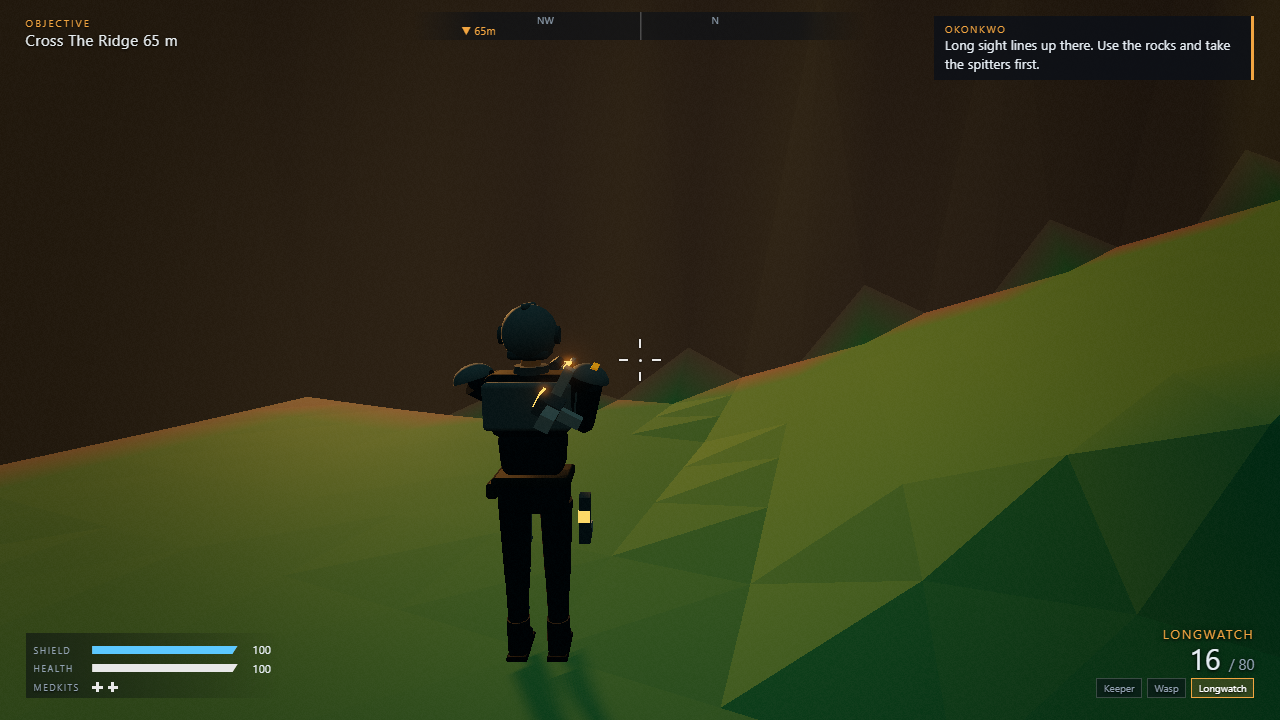 OBJECTIVE
Cross The Ridge 65 m
NW
N
65m
OKONKWO
Long sight lines up there. Use the rocks and take
the spitters first.
SHIELD 100
HEALTH 100
MEDKITS
LONGWATCH
16 / 80
Keeper Wasp Longwatch